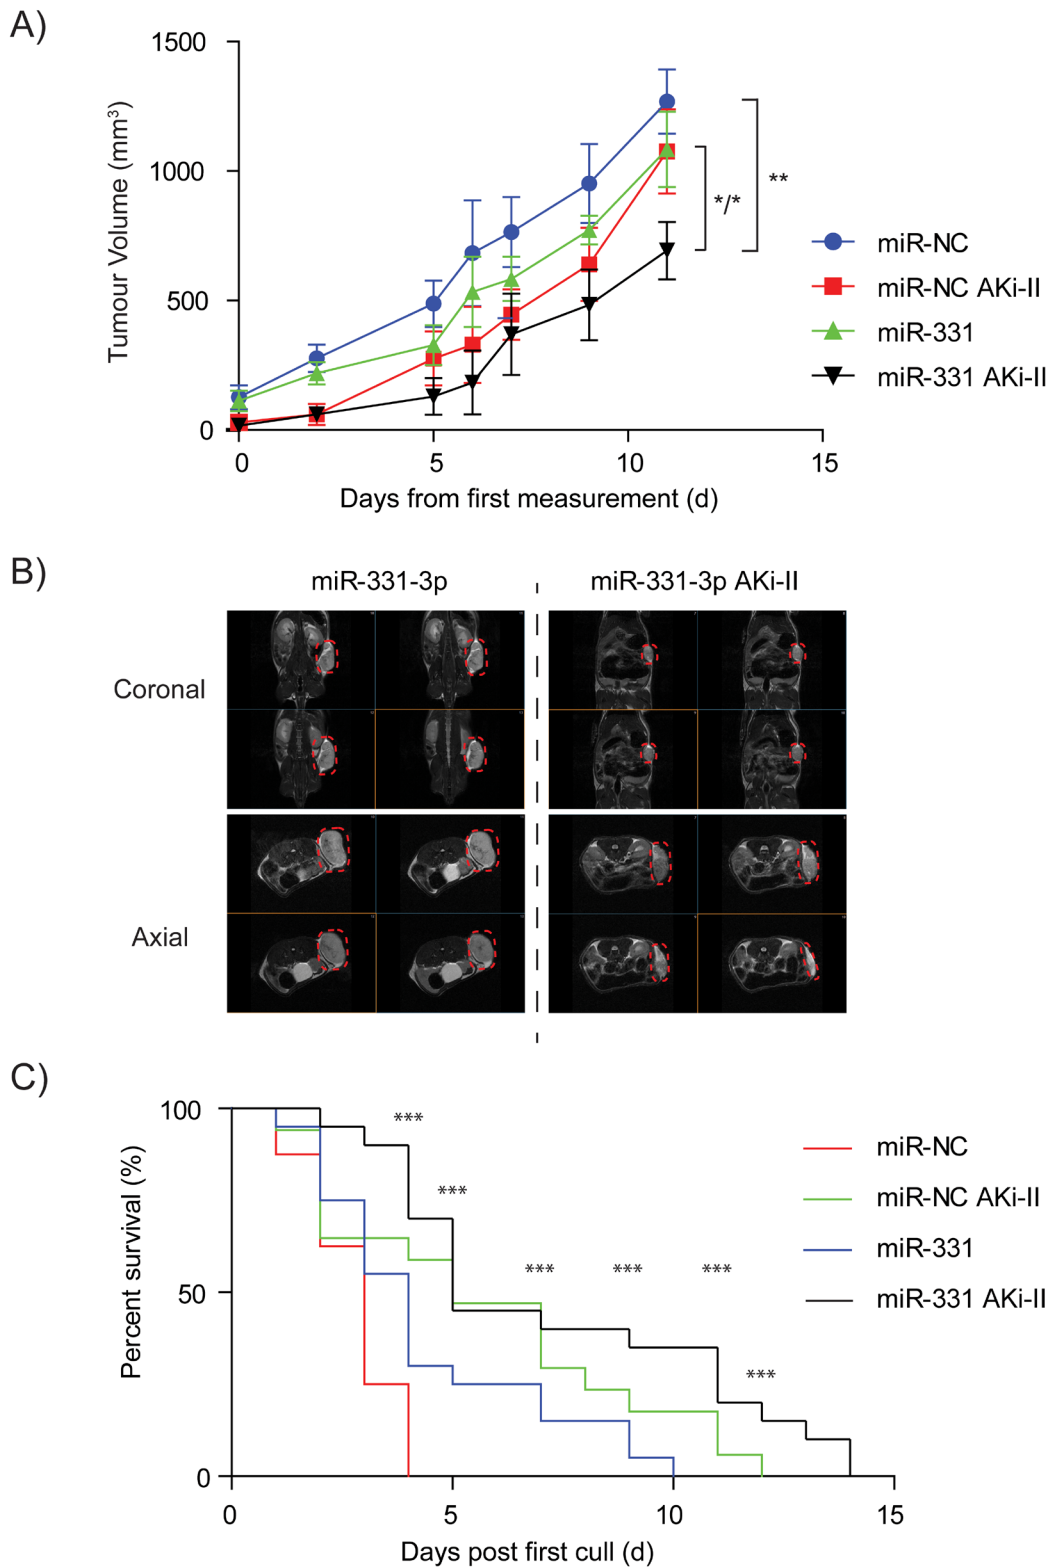 A)
Tumour Volume (mm³)
1500
1000
500
0
0 5 10 15
Days from first measurement (d)
*/*
**
miR-NC
miR-NC AKi-II
miR-331
miR-331 AKi-II
B)
miR-331-3p
miR-331-3p AKi-II
Coronal
Axial
C)
Percent survival (%)
100
50
0
0 5 10 15
Days post first cull (d)
***
***
*** *** ***
***
miR-NC
miR-NC AKi-II
miR-331
miR-331 AKi-II